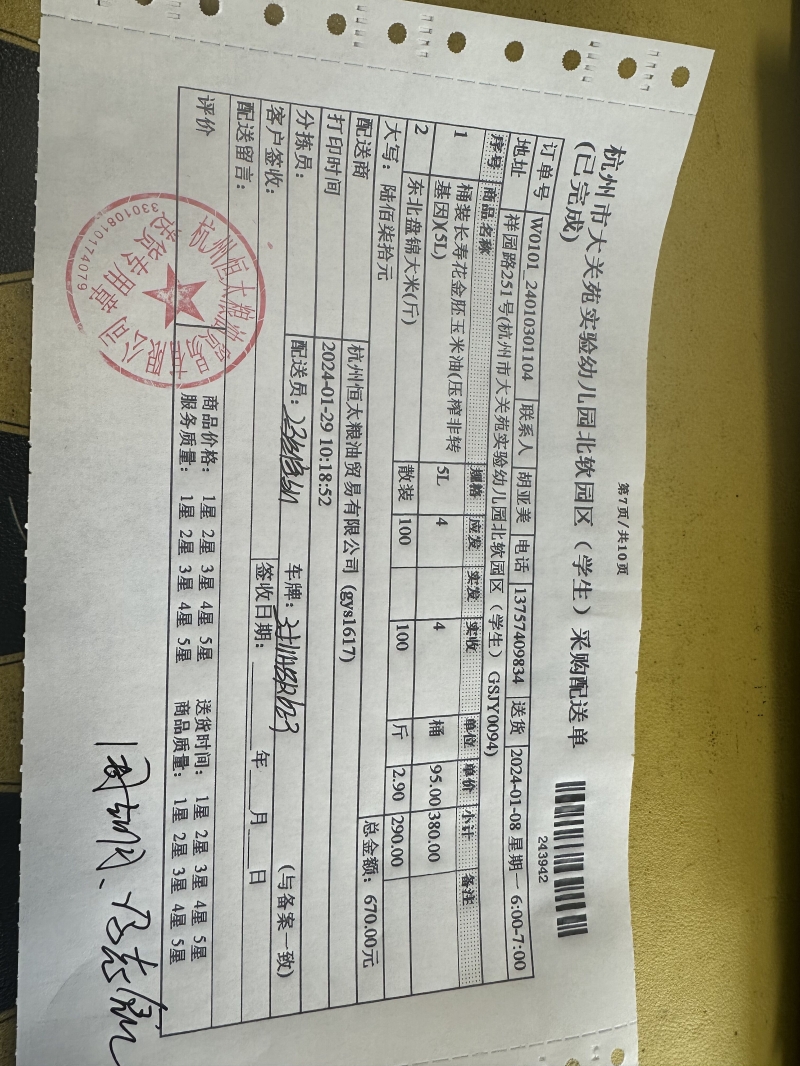 第7页/共10页
杭州市大关苑实验幼儿园北软园区（学生）采购配送单
(已完成)
243942
订单号 W0101_24010301104 联系人 胡亚美 电话 13757409834 送货 2024-01-08 星期一 6:00-7:00
地址 祥园路251号(杭州市大关苑实验幼儿园北软园区（学生）GSJY0094)
序号 商品名称 规格 应发 实发 实收 单位 单价 小计 备注
1 桶装长寿花金胚玉米油(压榨非转基因)(5L) 5L 4 4 桶 95.00 380.00
2 东北盘锦大米(斤) 散装 100 100 斤 2.90 290.00
大写：陆佰柒拾元 总金额：670.00元
配送商 杭州恒太粮油贸易有限公司 (gys1617)
打印时间 2024-01-29 10:18:52
分拣员： 配送员： 车牌： (与备案一致)
客户签收： 签收日期：____年__月__日
配送留言：
评价 商品价格： 1星 2星 3星 4星 5星 送货时间： 1星 2星 3星 4星 5星
服务质量： 1星 2星 3星 4星 5星 商品质量： 1星 2星 3星 4星 5星
杭州恒太粮油贸易有限公司
送货专用章
33010810174079